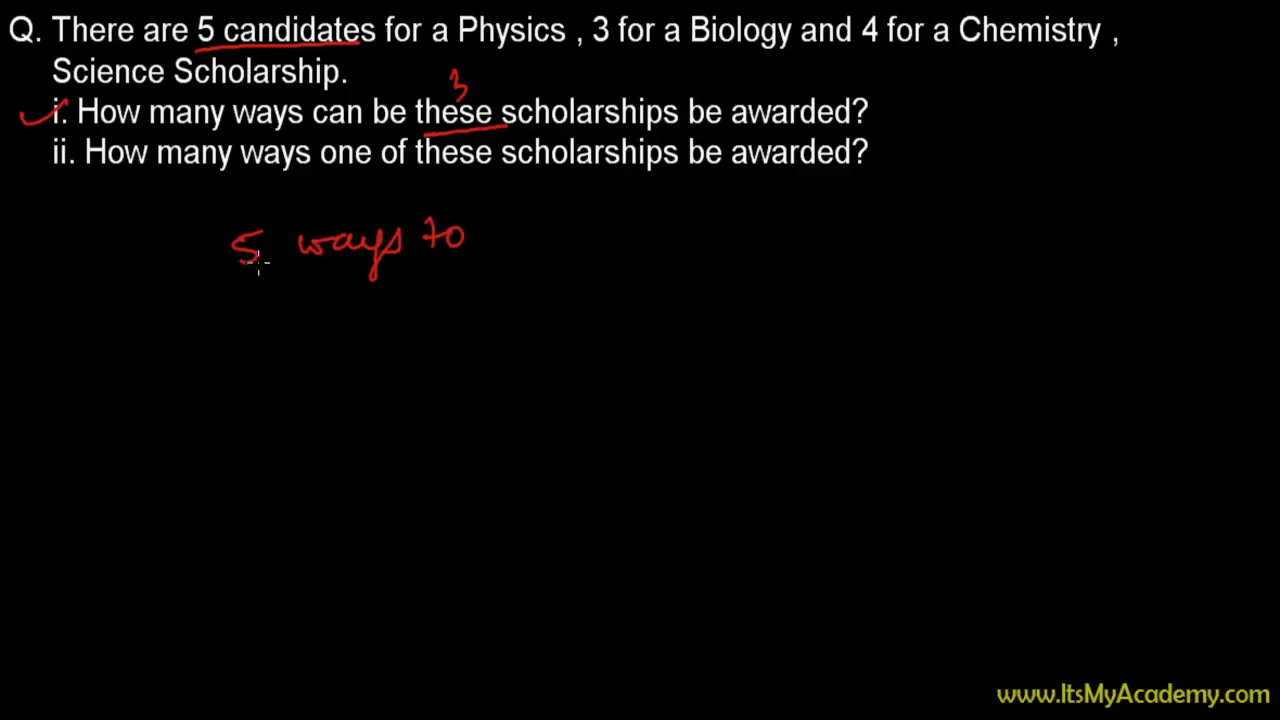 Q. There are 5 candidates for a Physics , 3 for a Biology and 4 for a Chemistry ,
Science Scholarship.
3
i. How many ways can be these scholarships be awarded?
ii. How many ways one of these scholarships be awarded?
5 ways to
www.ItsMyAcademy.com